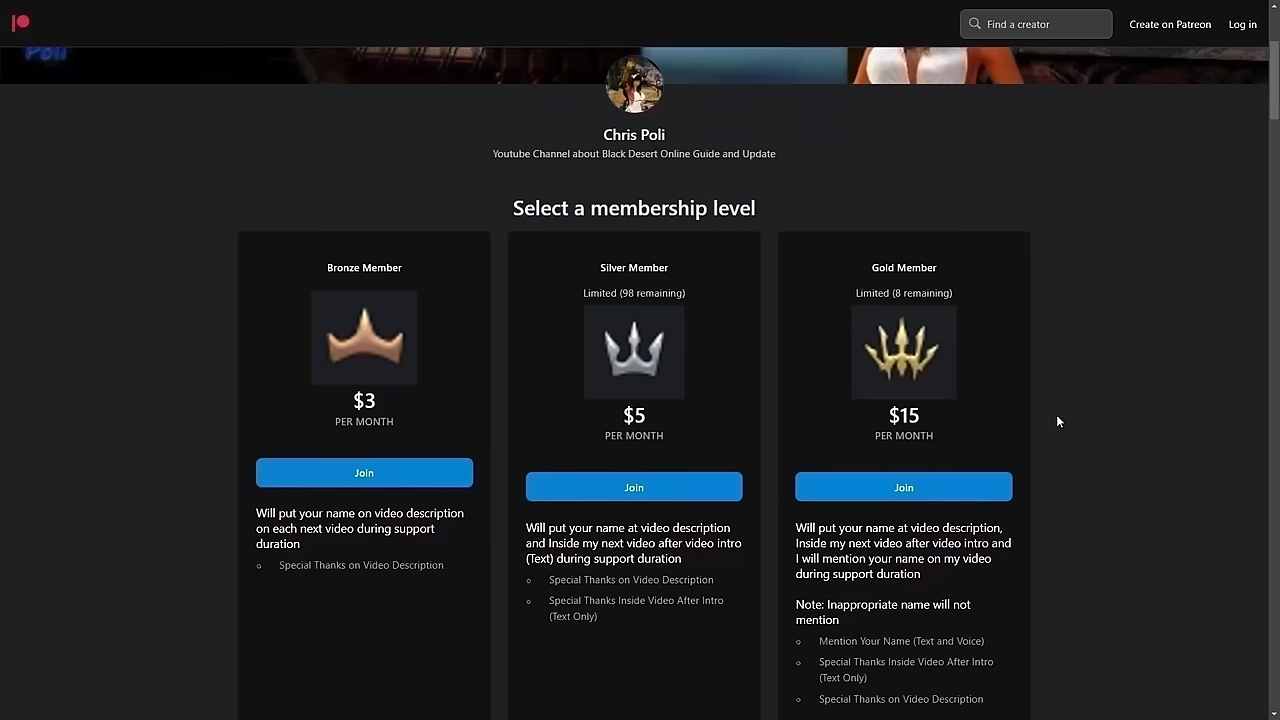 Find a creator
Create on Patreon
Log in
Poli
Chris Poli
Youtube Channel about Black Desert Online Guide and Update
Select a membership level
Bronze Member
$3
PER MONTH
Join
Will put your name on video description
on each next video during support
duration
Special Thanks on Video Description
Silver Member
Limited (98 remaining)
$5
PER MONTH
Join
Will put your name at video description
and Inside my next video after video intro
(Text) during support duration
Special Thanks on Video Description
Special Thanks Inside Video After Intro
(Text Only)
Gold Member
Limited (8 remaining)
$15
PER MONTH
Join
Will put your name at video description,
Inside my next video after video intro and
I will mention your name on my video
during support duration
Note: Inappropriate name will not
mention
Mention Your Name (Text and Voice)
Special Thanks Inside Video After Intro
(Text Only)
Special Thanks on Video Description